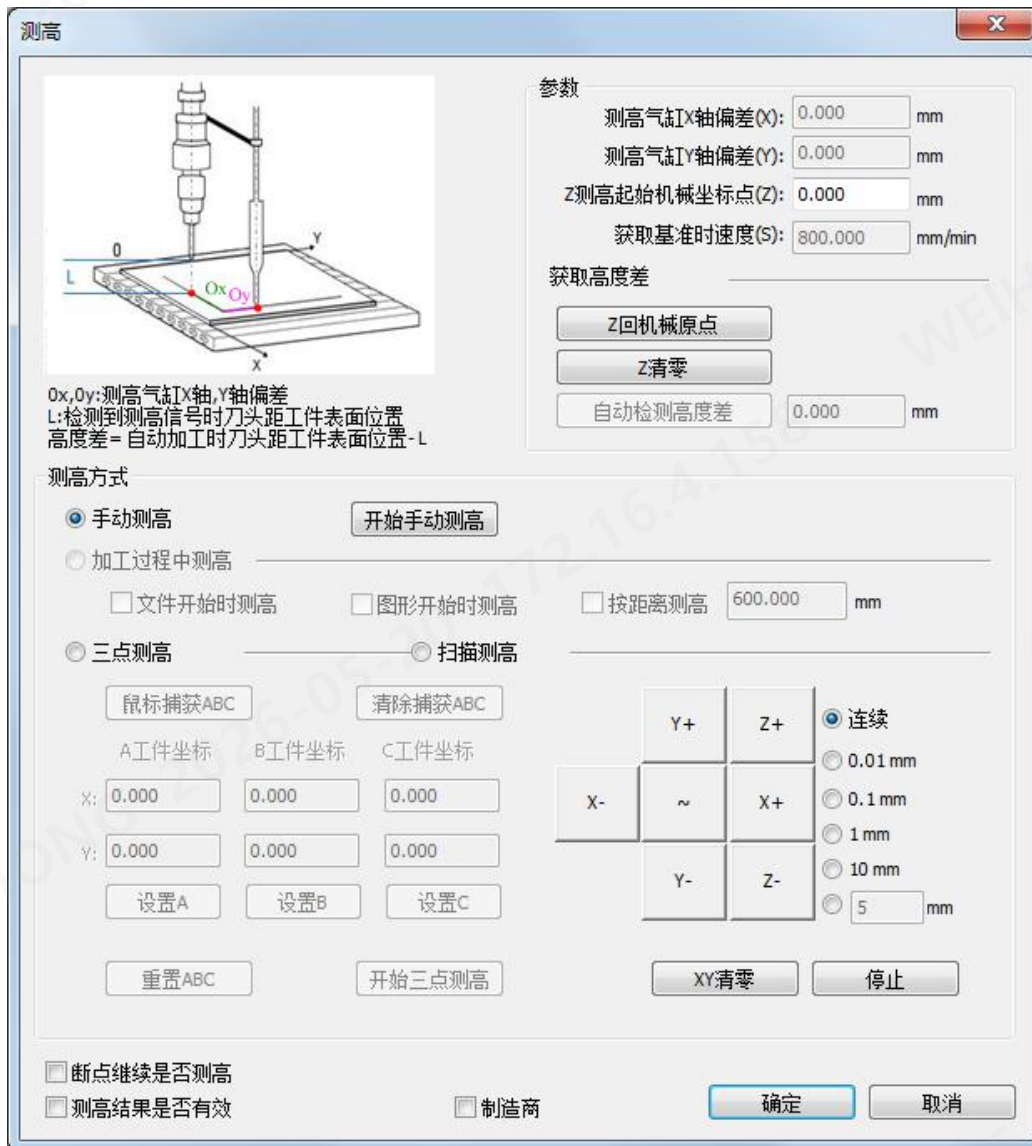 测高
参数
测高气缸X轴偏差(X): 0.000 mm
测高气缸Y轴偏差(Y): 0.000 mm
Z测高起始机械坐标点(Z): 0.000 mm
获取基准时速度(S): 800.000 mm/min
获取高度差
Z回机械原点
Z清零
自动检测高度差 0.000 mm
0
L
Y
Ox Oy
X
Ox,Oy:测高气缸X轴,Y轴偏差
L:检测到测高信号时刀头距工件表面位置
高度差= 自动加工时刀头距工件表面位置-L
测高方式
手动测高 开始手动测高
加工过程中测高
文件开始时测高 图形开始时测高 按距离测高 600.000 mm
三点测高 扫描测高
鼠标捕获ABC 清除捕获ABC
A工件坐标 B工件坐标 C工件坐标
X: 0.000 0.000 0.000
Y: 0.000 0.000 0.000
设置A 设置B 设置C
重置ABC 开始三点测高
Y+ Z+
X- ~ X+
Y- Z-
连续
0.01 mm
0.1 mm
1 mm
10 mm
5 mm
XY清零 停止
断点继续是否测高
测高结果是否有效 制造商 确定 取消
2026-05-20 172.16.4.158